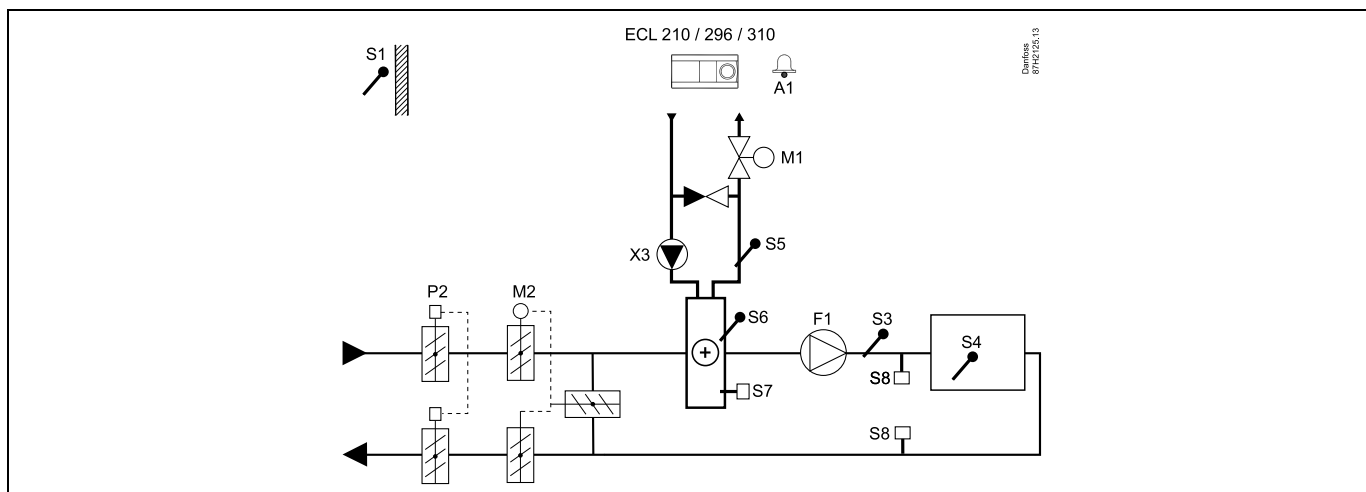 ECL 210 / 296 / 310
Danfoss
87H2125.13
S1
A1
M1
S5
X3
P2
M2
S6
F1
S3
S4
S8
S7
S8